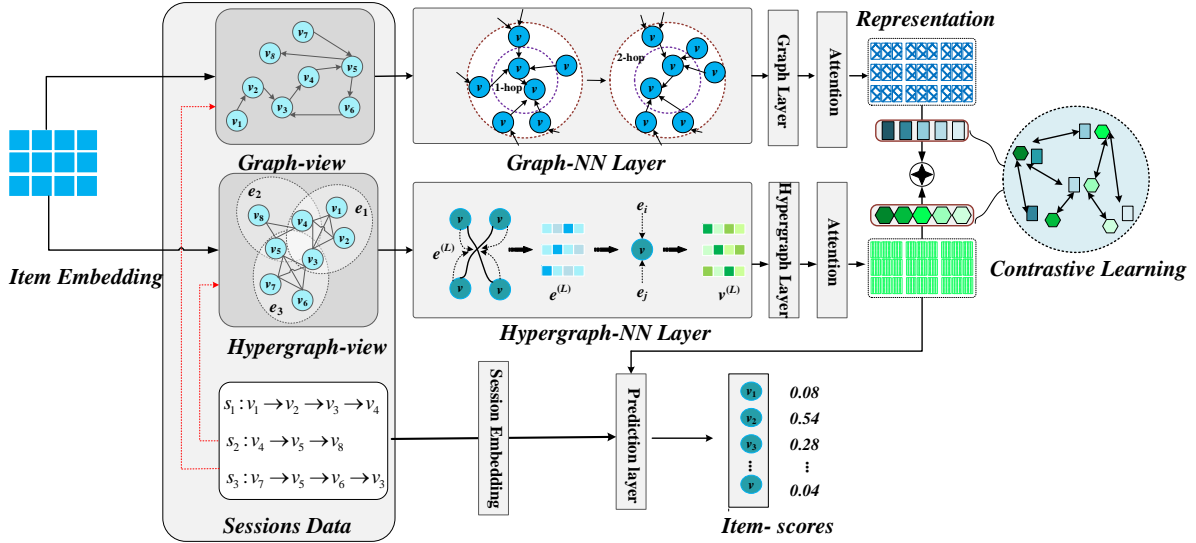 Item Embedding
v₇
v₈
v₅
v₄
v₂
v₃
v₆
v₁
Graph-view
e₂
e₁
v₁
v₈
v₄
v₂
v₅
v₃
v₇
v₆
e₃
Hypergraph-view
s₁ : v₁ → v₂ → v₃ → v₄
s₂ : v₄ → v₅ → v₈
s₃ : v₇ → v₅ → v₆ → v₃
Sessions Data
v
v
v
1-hop
v
v
v
v
v
2-hop
v
v
v
v
v
v
v
Graph-NN Layer
Graph Layer
Attention
Representation
v
v
e⁽ᴸ⁾
v
v
e⁽ᴸ⁾
eᵢ
v
eⱼ
v⁽ᴸ⁾
Hypergraph-NN Layer
Hypergraph Layer
Attention
Contrastive Learning
Session Embedding
Prediction layer
v₁ 0.08
v₂ 0.54
v₃ 0.28
... ...
v 0.04
Item- scores